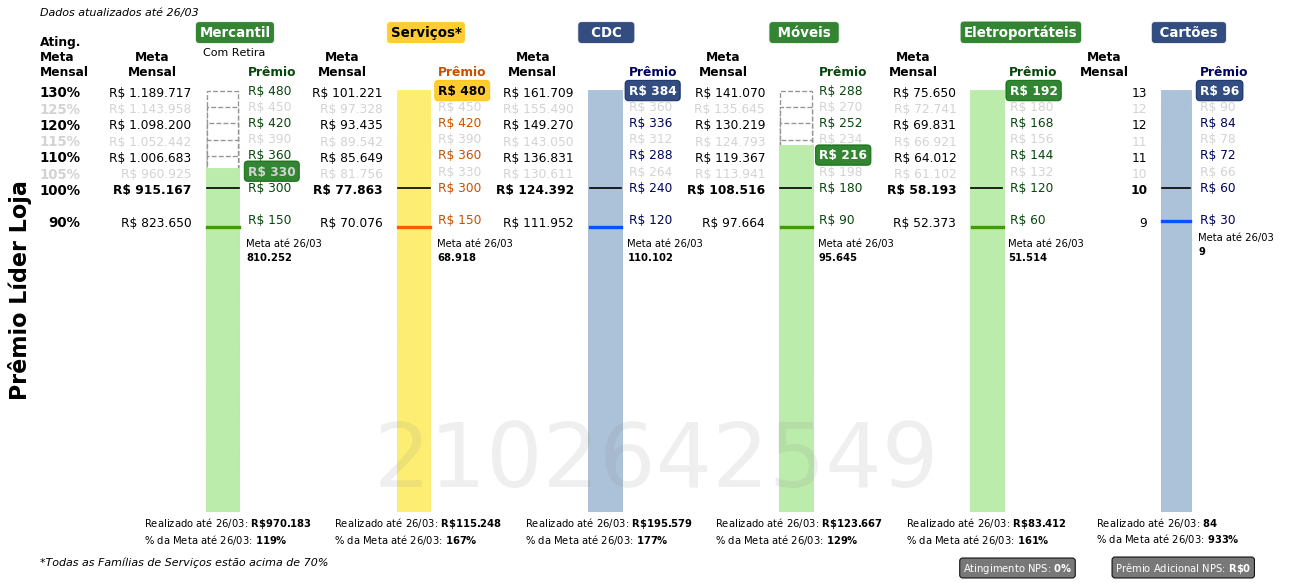 Dados atualizados até 26/03
Mercantil Serviços* CDC Móveis Eletroportáteis Cartões
Com Retira
Ating. Meta Mensal Meta Mensal Prêmio Meta Mensal Prêmio Meta Mensal Prêmio Meta Mensal Prêmio Meta Mensal Prêmio Meta Mensal Prêmio
130% R$ 1.189.717 R$ 480 R$ 101.221 R$ 480 R$ 161.709 R$ 384 R$ 141.070 R$ 288 R$ 75.650 R$ 192 13 R$ 96
125% R$ 1.143.958 R$ 450 R$ 97.328 R$ 450 R$ 155.490 R$ 360 R$ 135.645 R$ 270 R$ 72.741 R$ 180 12 R$ 90
120% R$ 1.098.200 R$ 420 R$ 93.435 R$ 420 R$ 149.270 R$ 336 R$ 130.219 R$ 252 R$ 69.831 R$ 168 12 R$ 84
115% R$ 1.052.442 R$ 390 R$ 89.542 R$ 390 R$ 143.050 R$ 312 R$ 124.793 R$ 234 R$ 66.921 R$ 156 11 R$ 78
110% R$ 1.006.683 R$ 360 R$ 85.649 R$ 360 R$ 136.831 R$ 288 R$ 119.367 R$ 216 R$ 64.012 R$ 144 11 R$ 72
105% R$ 960.925 R$ 330 R$ 81.756 R$ 330 R$ 130.611 R$ 264 R$ 113.941 R$ 198 R$ 61.102 R$ 132 10 R$ 66
100% R$ 915.167 R$ 300 R$ 77.863 R$ 300 R$ 124.392 R$ 240 R$ 108.516 R$ 180 R$ 58.193 R$ 120 10 R$ 60
90% R$ 823.650 R$ 150 R$ 70.076 R$ 150 R$ 111.952 R$ 120 R$ 97.664 R$ 90 R$ 52.373 R$ 60 9 R$ 30
Meta até 26/03 Meta até 26/03 Meta até 26/03 Meta até 26/03 Meta até 26/03 Meta até 26/03
810.252 68.918 110.102 95.645 51.514 9
Prêmio Líder Loja
2102642549
Realizado até 26/03: R$970.183 Realizado até 26/03: R$115.248 Realizado até 26/03: R$195.579 Realizado até 26/03: R$123.667 Realizado até 26/03: R$83.412 Realizado até 26/03: 84
% da Meta até 26/03: 119% % da Meta até 26/03: 167% % da Meta até 26/03: 177% % da Meta até 26/03: 129% % da Meta até 26/03: 161% % da Meta até 26/03: 933%
*Todas as Famílias de Serviços estão acima de 70%
Atingimento NPS: 0% Prêmio Adicional NPS: R$0